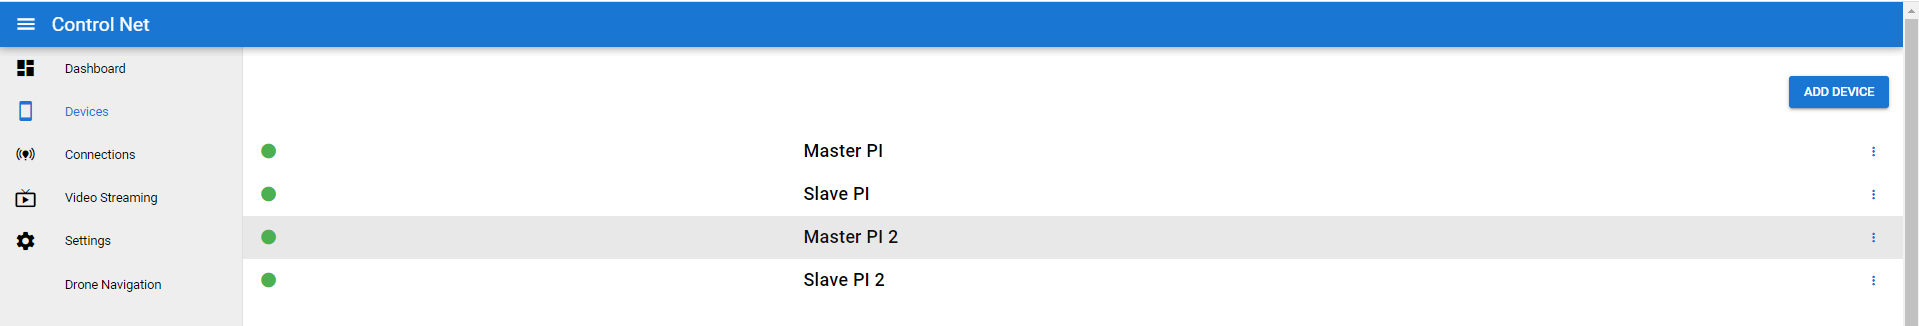 Control Net
Dashboard
Devices
Connections
Video Streaming
Settings
Drone Navigation
ADD DEVICE
Master PI
Slave PI
Master PI 2
Slave PI 2